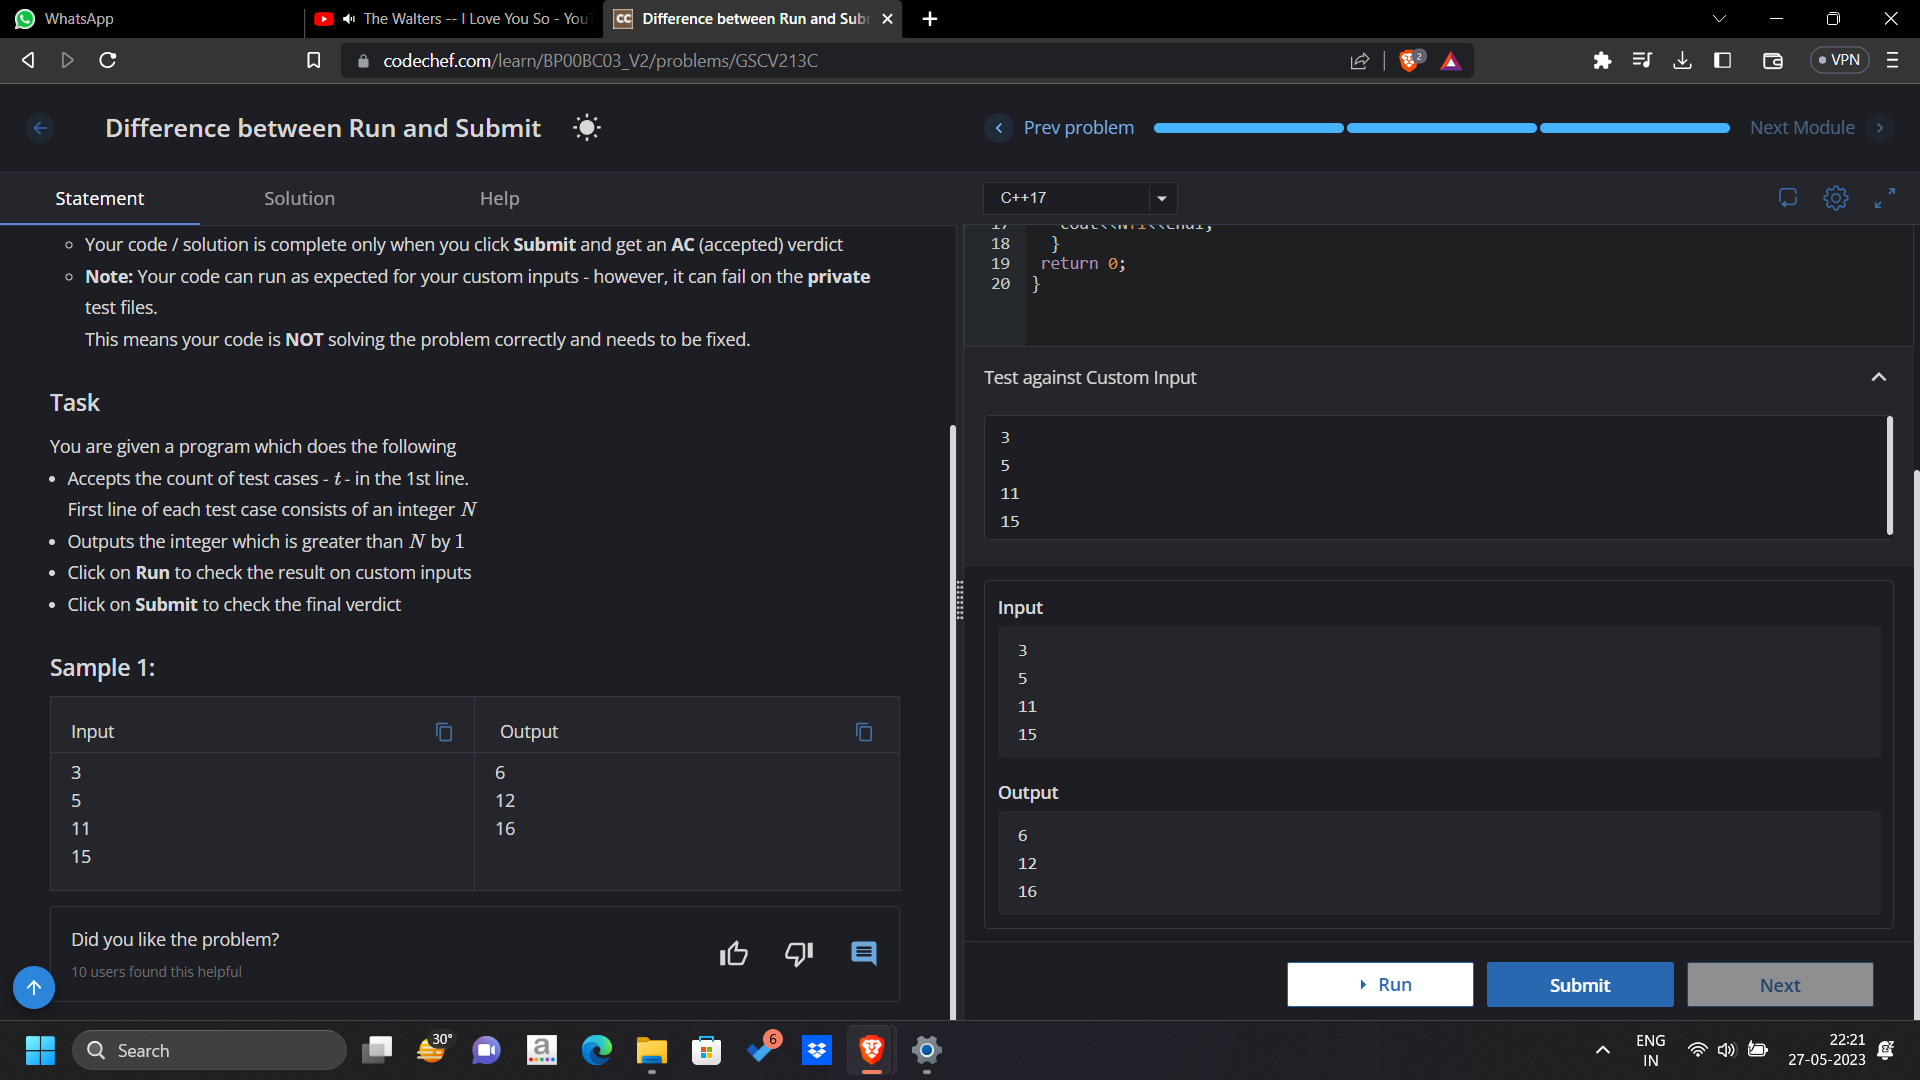 WhatsApp
The Walters -- I Love You So - You
Difference between Run and Subm
codechef.com/learn/BP00BC03_V2/problems/GSCV213C
2
VPN
Difference between Run and Submit
Prev problem
Next Module
Statement
Solution
Help
Your code / solution is complete only when you click Submit and get an AC (accepted) verdict
Note: Your code can run as expected for your custom inputs - however, it can fail on the private
test files.
This means your code is NOT solving the problem correctly and needs to be fixed.
Task
You are given a program which does the following
Accepts the count of test cases - t - in the 1st line.
First line of each test case consists of an integer N
Outputs the integer which is greater than N by 1
Click on Run to check the result on custom inputs
Click on Submit to check the final verdict
Sample 1:
Input
Output
3
5
11
15
6
12
16
Did you like the problem?
10 users found this helpful
C++17
17 cout<<N+1<<endl;
18 }
19 return 0;
20 }
Test against Custom Input
3
5
11
15
Input
3
5
11
15
Output
6
12
16
Run
Submit
Next
Search
30°
a
6
ENG
IN
22:21
27-05-2023